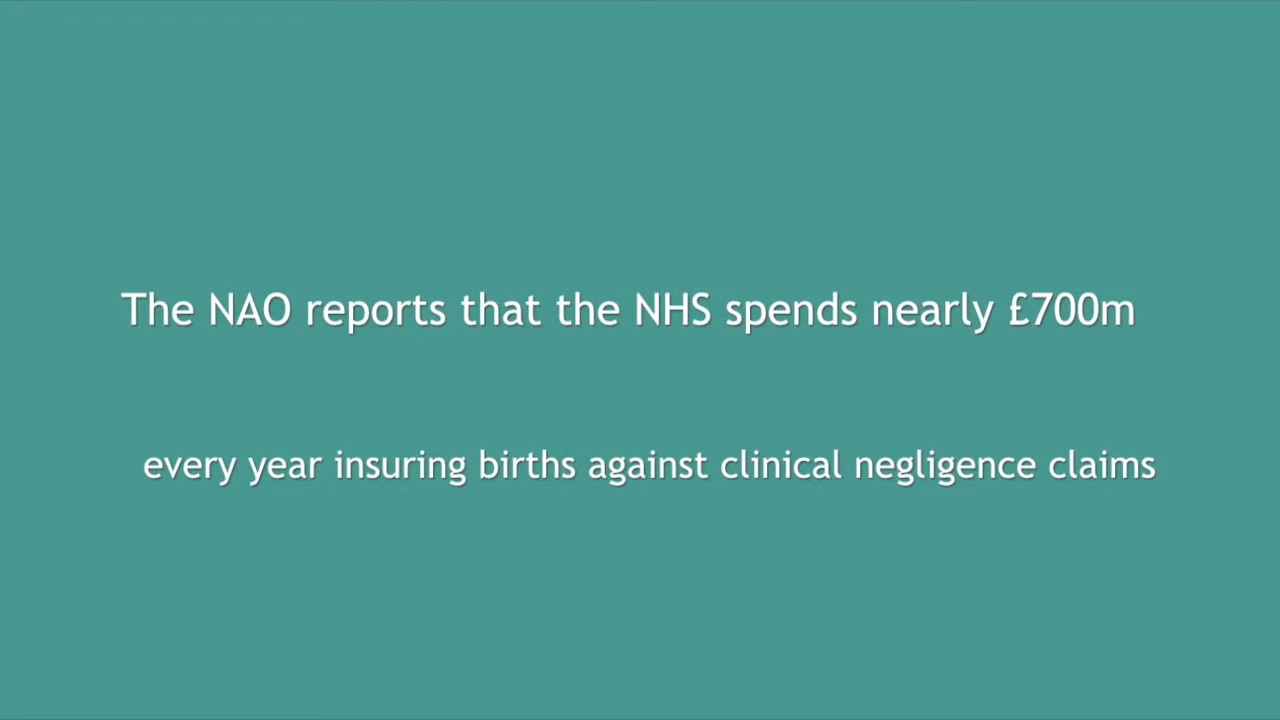 The NAO reports that the NHS spends nearly £700m
every year insuring births against clinical negligence claims